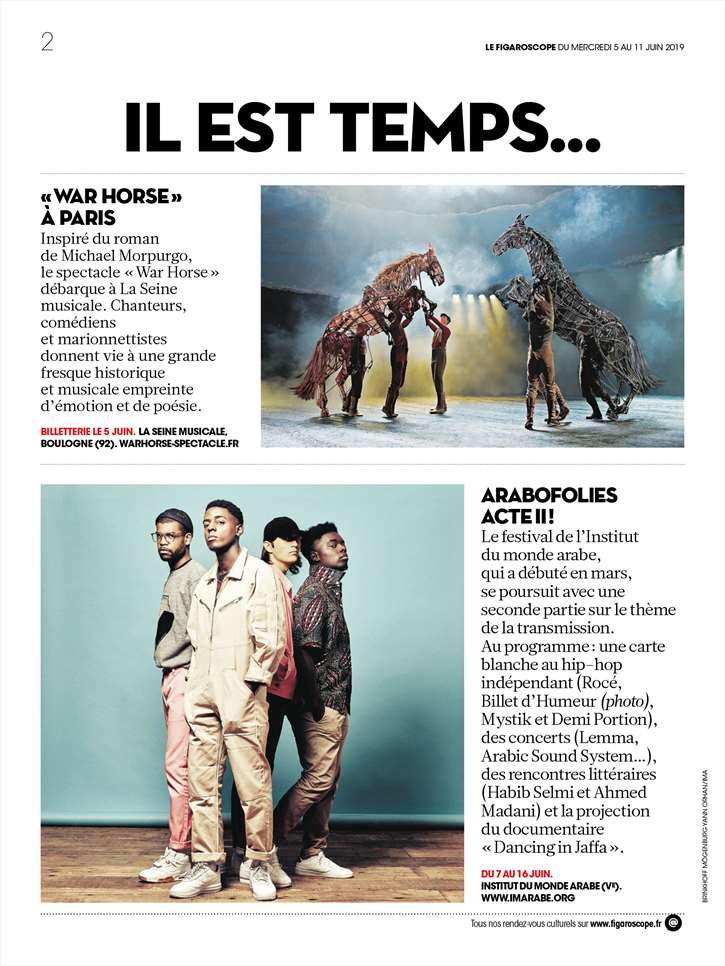 2
LE FIGAROSCOPE DU MERCREDI 5 AU 11 JUIN 2019
IL EST TEMPS...
« WAR HORSE »
À PARIS
Inspiré du roman
de Michael Morpurgo,
le spectacle « War Horse »
débarque à La Seine
musicale. Chanteurs,
comédiens
et marionnettistes
donnent vie à une grande
fresque historique
et musicale empreinte
d’émotion et de poésie.
BILLETTERIE LE 5 JUIN. LA SEINE MUSICALE,
BOULOGNE (92). WARHORSE-SPECTACLE.FR
ARABOFOLIES
ACTE II !
Le festival de l’Institut
du monde arabe,
qui a débuté en mars,
se poursuit avec une
seconde partie sur le thème
de la transmission.
Au programme : une carte
blanche au hip-hop
indépendant (Rocé,
Billet d’Humeur (photo),
Mystik et Demi Portion),
des concerts (Lemma,
Arabic Sound System...),
des rencontres littéraires
(Habib Selmi et Ahmed
Madani) et la projection
du documentaire
« Dancing in Jaffa ».
DU 7 AU 16 JUIN.
INSTITUT DU MONDE ARABE (Vᴱ).
WWW.IMARABE.ORG
BRINKHOFF MÖGENBURG YANN ORHAN/IMA
Tous nos rendez-vous culturels sur www.figaroscope.fr @